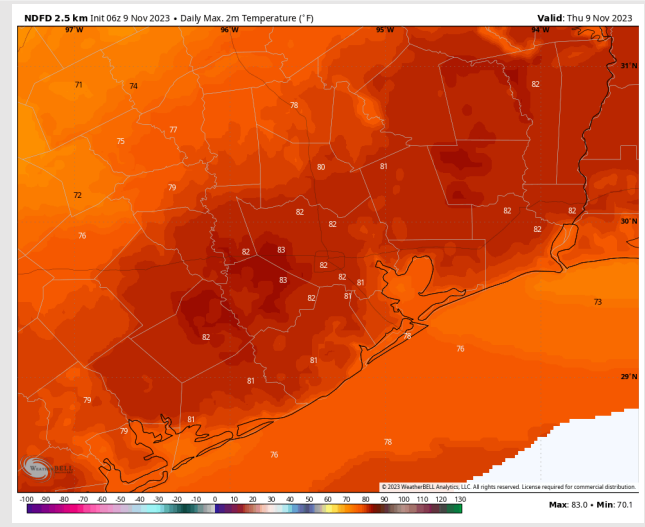 NDFD 2.5 km Init 06z 9 Nov 2023 • Daily Max. 2m Temperature (°F)
Valid: Thu 9 Nov 2023
97°W
96°W
95°W
94°W
31°N
71
74
82
78
77
75
80
81
79
72
82
82
82
82
30°N
76
82
82
83
82
83
82
81
82
81
73
82
78
76
81
29°N
81
79
81
79
78
76
WeatherBELL
© 2023 WeatherBELL Analytics, LLC. All rights reserved. License required for commercial distribution.
-100 -90 -80 -70 -60 -50 -40 -30 -20 -10 0 10 20 30 40 50 60 70 80 90 100 110 120 130
Max: 83.0 • Min: 70.1